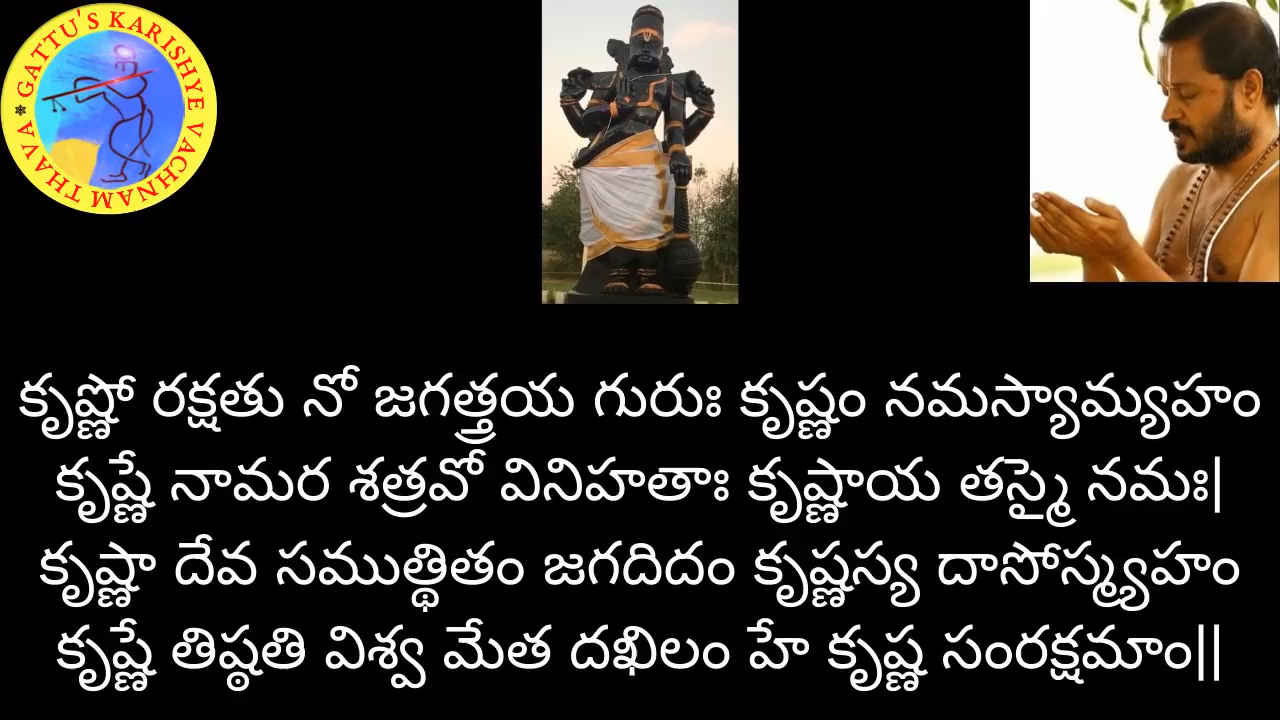 GATTU'S KARISHYE VACHNAM THAVA
కృష్ణో రక్షతు నో జగత్త్రయ గురుః కృష్ణం నమస్యామ్యహం
కృష్ణే నామర శత్రవో వినిహతాః కృష్ణాయ తస్మై నమః|
కృష్ణా దేవ సముత్థితం జగదిదం కృష్ణస్య దాసోస్మ్యహం
కృష్ణే తిష్ఠతి విశ్వ మేత దఖిలం హే కృష్ణ సంరక్షమాం||